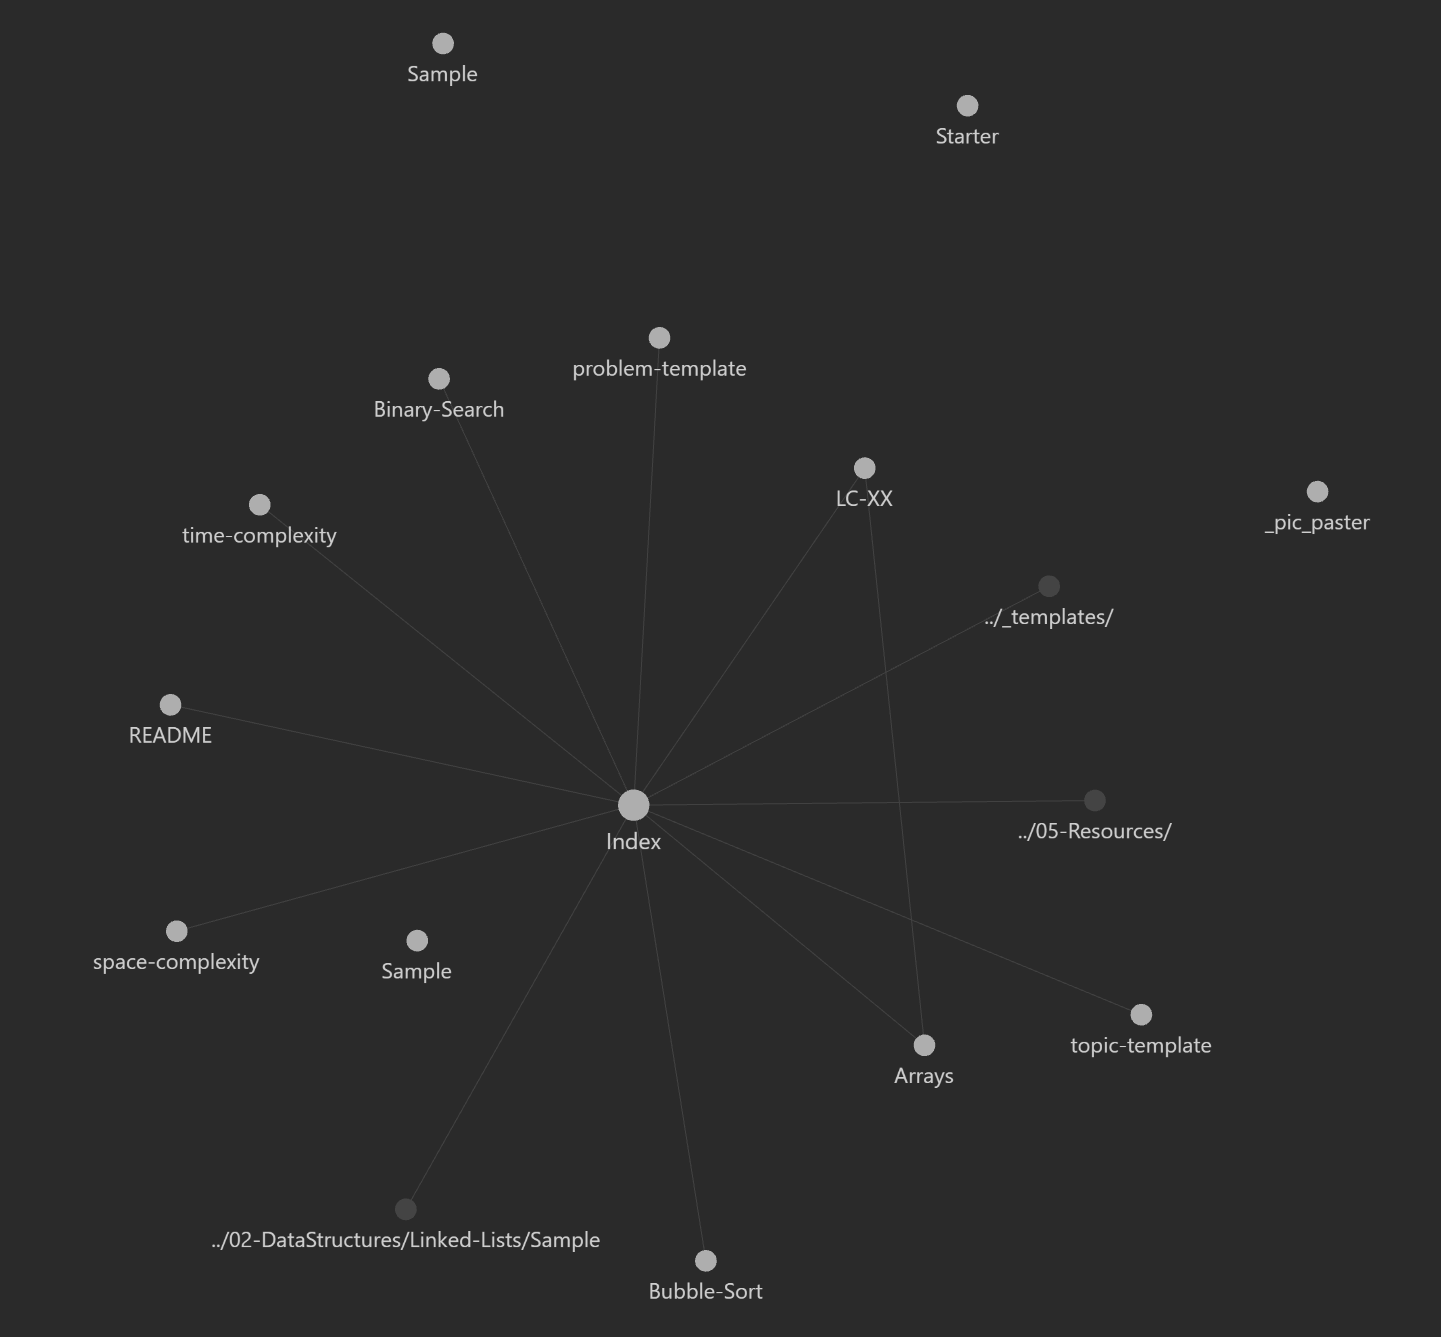 Sample
Starter
problem-template
Binary-Search
LC-XX
_pic_paster
time-complexity
../_templates/
README
../05-Resources/
Index
space-complexity
Sample
topic-template
Arrays
../02-DataStructures/Linked-Lists/Sample
Bubble-Sort